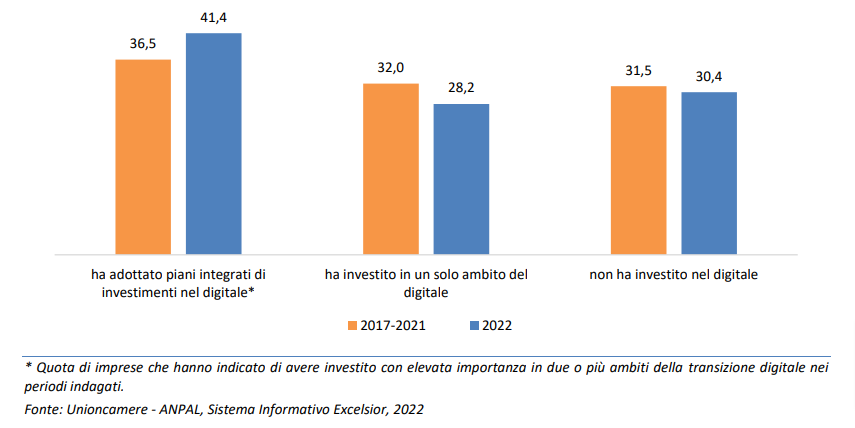 36,5
41,4
32,0
28,2
31,5
30,4
ha adottato piani integrati di
investimenti nel digitale*
ha investito in un solo ambito del
digitale
non ha investito nel digitale
2017-2021
2022
* Quota di imprese che hanno indicato di avere investito con elevata importanza in due o più ambiti della transizione digitale nei
periodi indagati.
Fonte: Unioncamere - ANPAL, Sistema Informativo Excelsior, 2022